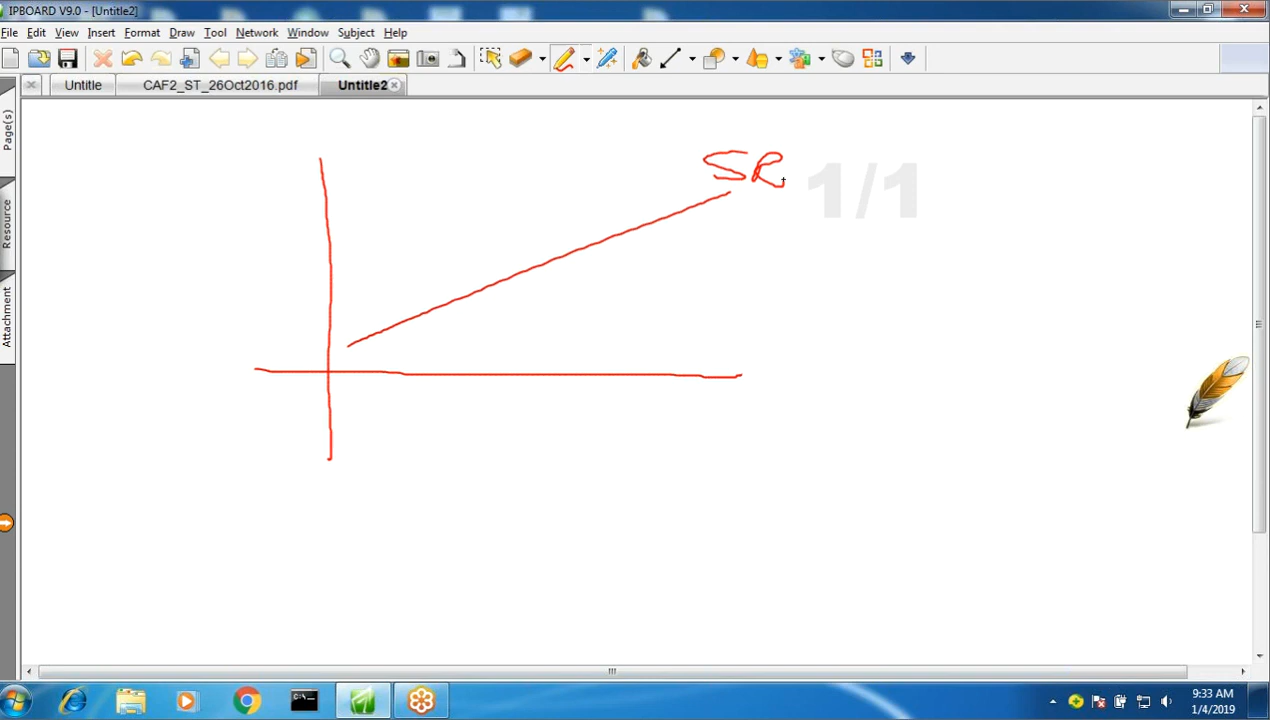 IPBOARD V9.0 - [Untitle2]
File Edit View Insert Format Draw Tool Network Window Subject Help
Untitle CAF2_ST_26Oct2016.pdf Untitle2
Page(s)
Resource
Attachment
SR
1/1
9:33 AM
1/4/2019